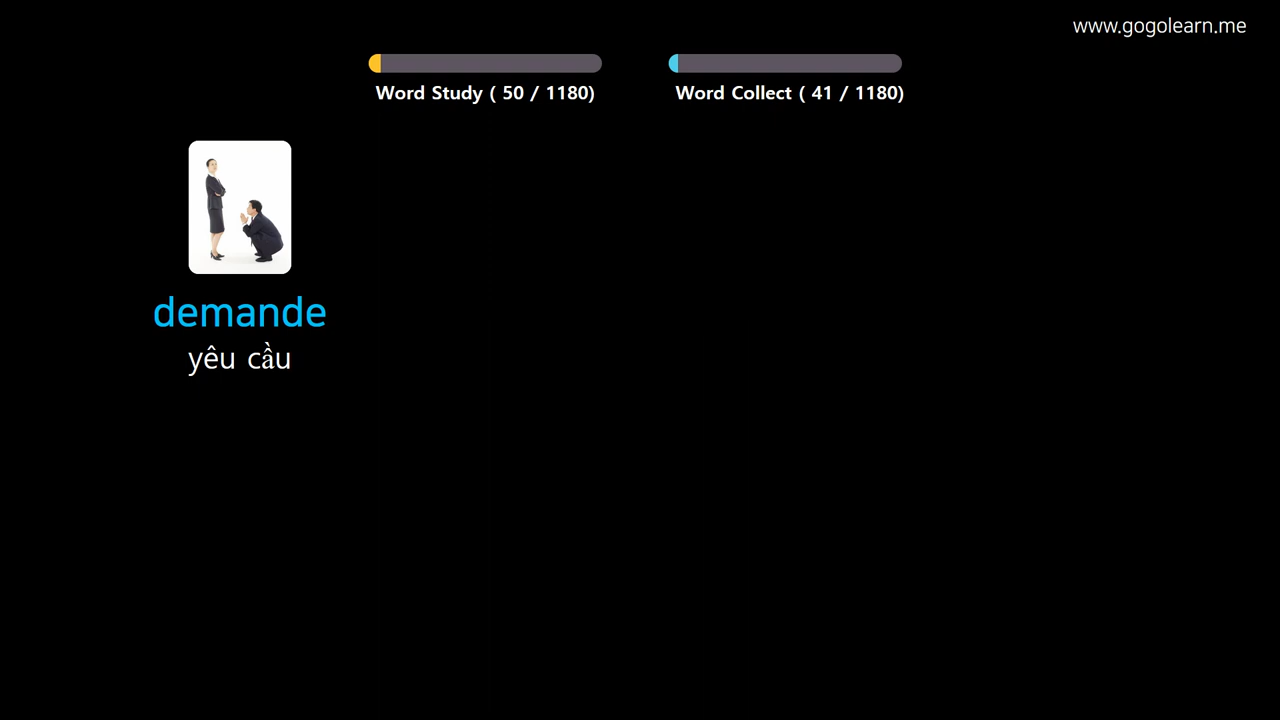 www.gogolearn.me
Word Study ( 50 / 1180)
Word Collect ( 41 / 1180)
demande
yêu cầu